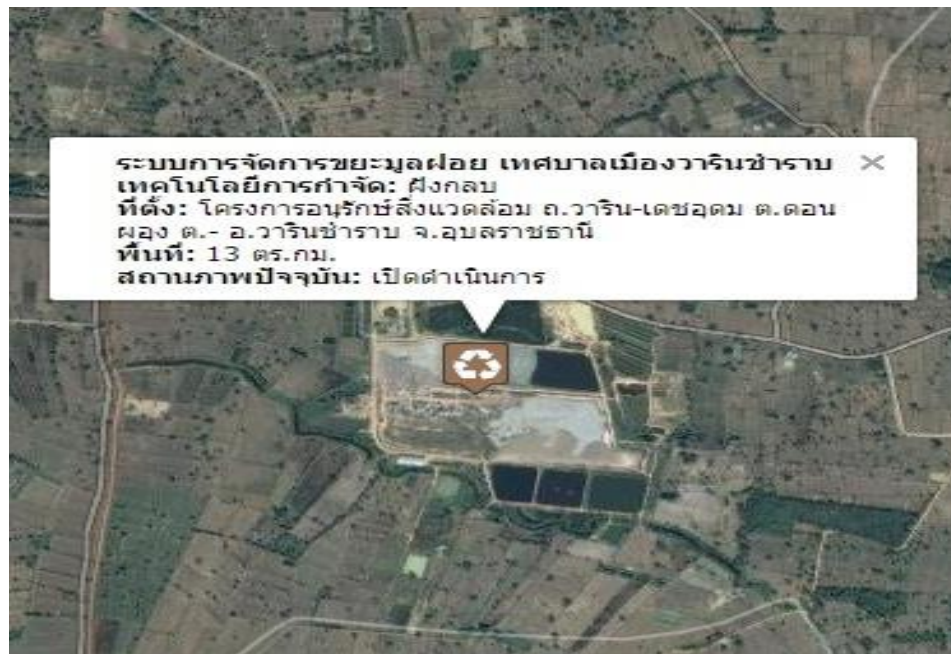 ระบบการจัดการขยะมูลฝอย เทศบาลเมืองวารินชำราบ
เทคโนโลยีการกำจัด: ฝังกลบ
ที่ตั้ง: โครงการอนุรักษ์สิ่งแวดล้อม ถ.วาริน-เดชอุดม ต.ดอน
ผอุง ต.- อ.วารินชำราบ จ.อุบลราชธานี
พื้นที่: 13 ตร.กม.
สถานภาพปัจจุบัน: เปิดดำเนินการ